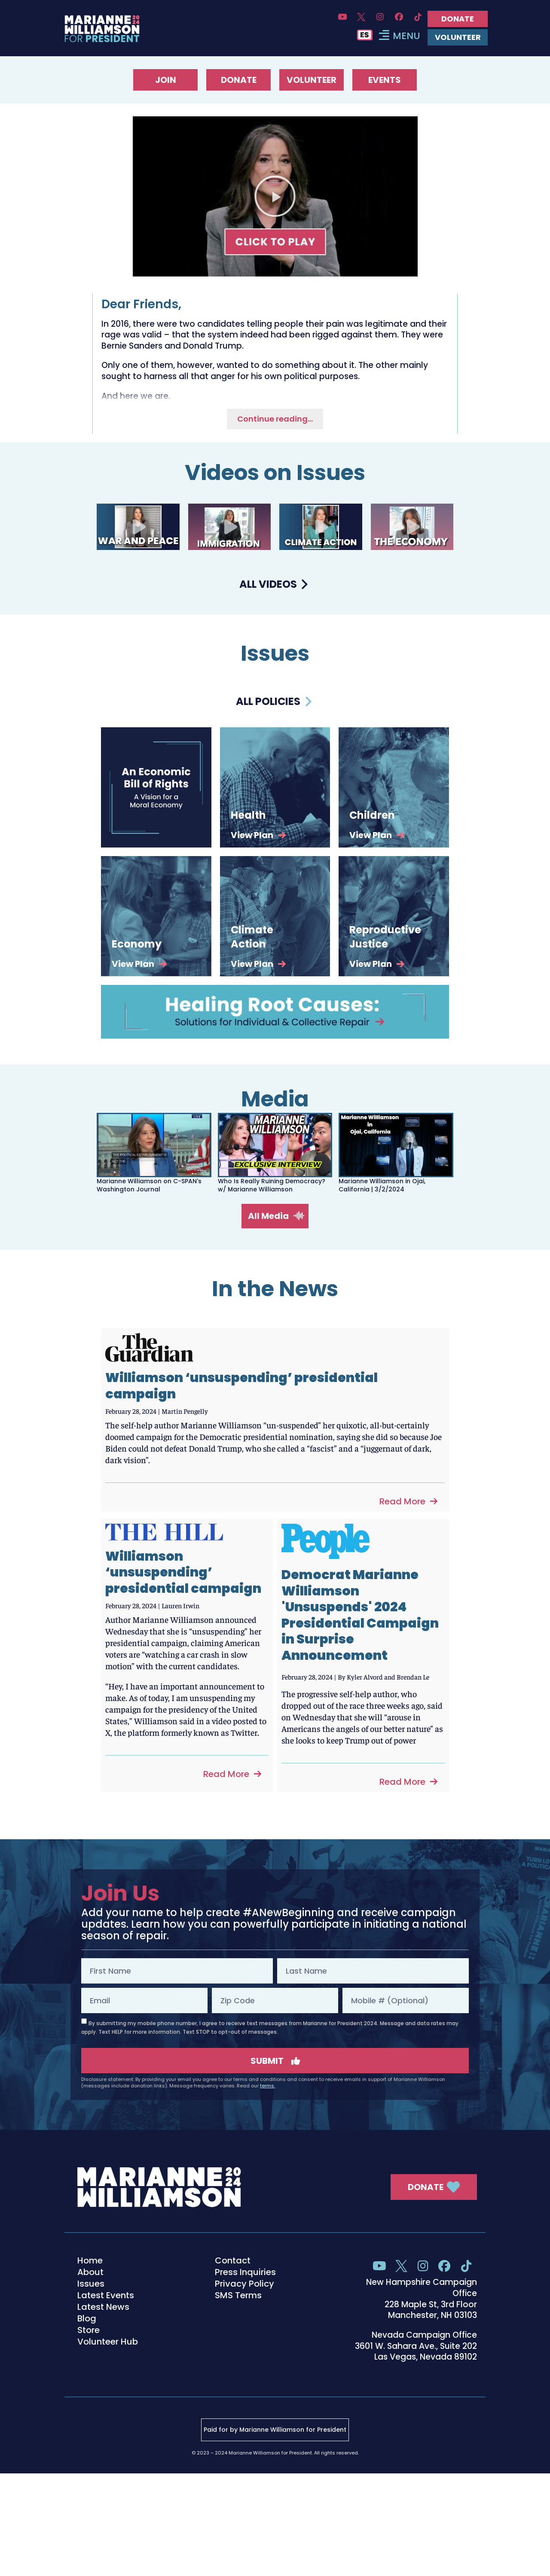 MARIANNE 20
WILLIAMSON 24
FOR PRESIDENT
DONATE
ES
MENU
VOLUNTEER
JOIN
DONATE
VOLUNTEER
EVENTS
CLICK TO PLAY
Dear Friends,
In 2016, there were two candidates telling people their pain was legitimate and their
rage was valid – that the system indeed had been rigged against them. They were
Bernie Sanders and Donald Trump.
Only one of them, however, wanted to do something about it. The other mainly
sought to harness all that anger for his own political purposes.
And here we are.
Continue reading...
Videos on Issues
WAR AND PEACE
IMMIGRATION
CLIMATE ACTION
THE ECONOMY
ALL VIDEOS
Issues
ALL POLICIES
An Economic
Bill of Rights
A Vision for a
Moral Economy
Health
View Plan
Children
View Plan
Economy
View Plan
Climate
Action
View Plan
Reproductive
Justice
View Plan
Healing Root Causes:
Solutions for Individual & Collective Repair
Media
MARIANNE
WILLIAMSON
EXCLUSIVE INTERVIEW
Marianne Williamson
in
Ojai, California
Marianne Williamson on C-SPAN's
Washington Journal
Who Is Really Ruining Democracy?
w/ Marianne Williamson
Marianne Williamson in Ojai,
California | 3/2/2024
All Media
In the News
The
Guardian
Williamson ‘unsuspending’ presidential
campaign
February 28, 2024 | Martin Pengelly
The self-help author Marianne Williamson “un-suspended” her quixotic, all-but-certainly
doomed campaign for the Democratic presidential nomination, saying she did so because Joe
Biden could not defeat Donald Trump, who she called a “fascist” and a “juggernaut of dark,
dark vision”.
Read More
THE HILL
Williamson
‘unsuspending’
presidential campaign
February 28, 2024 | Lauren Irwin
Author Marianne Williamson announced
Wednesday that she is “unsuspending” her
presidential campaign, claiming American
voters are “watching a car crash in slow
motion” with the current candidates.
“Hey, I have an important announcement to
make. As of today, I am unsuspending my
campaign for the presidency of the United
States,” Williamson said in a video posted to
X, the platform formerly known as Twitter.
Read More
People
Democrat Marianne
Williamson
'Unsuspends' 2024
Presidential Campaign
in Surprise
Announcement
February 28, 2024 | By Kyler Alvord and Brendan Le
The progressive self-help author, who
dropped out of the race three weeks ago, said
on Wednesday that she will “arouse in
Americans the angels of our better nature” as
she looks to keep Trump out of power
Read More
Join Us
Add your name to help create #ANewBeginning and receive campaign
updates. Learn how you can powerfully participate in initiating a national
season of repair.
First Name
Last Name
Email
Zip Code
Mobile # (Optional)
By submitting my mobile phone number, I agree to receive text messages from Marianne for President 2024. Message and data rates may
apply. Text HELP for more information. Text STOP to opt-out of messages.
SUBMIT
Disclosure statement: By providing your email you agree to our terms and conditions and consent to receive emails in support of Marianne Williamson
(messages include donation links). Message frequency varies. Read our terms.
MARIANNE 20
WILLIAMSON 24
DONATE
Home
About
Issues
Latest Events
Latest News
Blog
Store
Volunteer Hub
Contact
Press Inquiries
Privacy Policy
SMS Terms
New Hampshire Campaign
Office
228 Maple St, 3rd Floor
Manchester, NH 03103
Nevada Campaign Office
3601 W. Sahara Ave., Suite 202
Las Vegas, Nevada 89102
Paid for by Marianne Williamson for President
© 2023 – 2024 Marianne Williamson for President. All rights reserved.